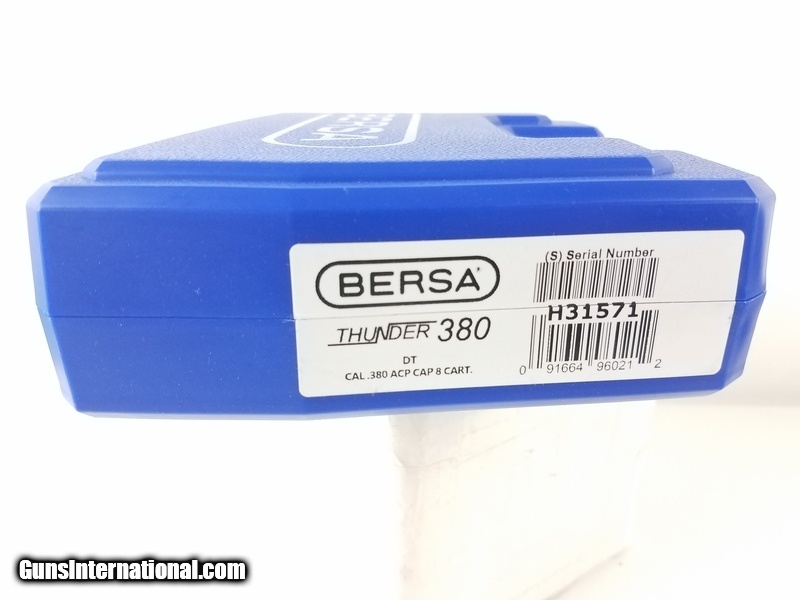 BERSA
BERSA
THUNDER 380
DT
CAL .380 ACP CAP 8 CART.
(S) Serial Number
H31571
0 91664 96021 2
GunsInternational.com